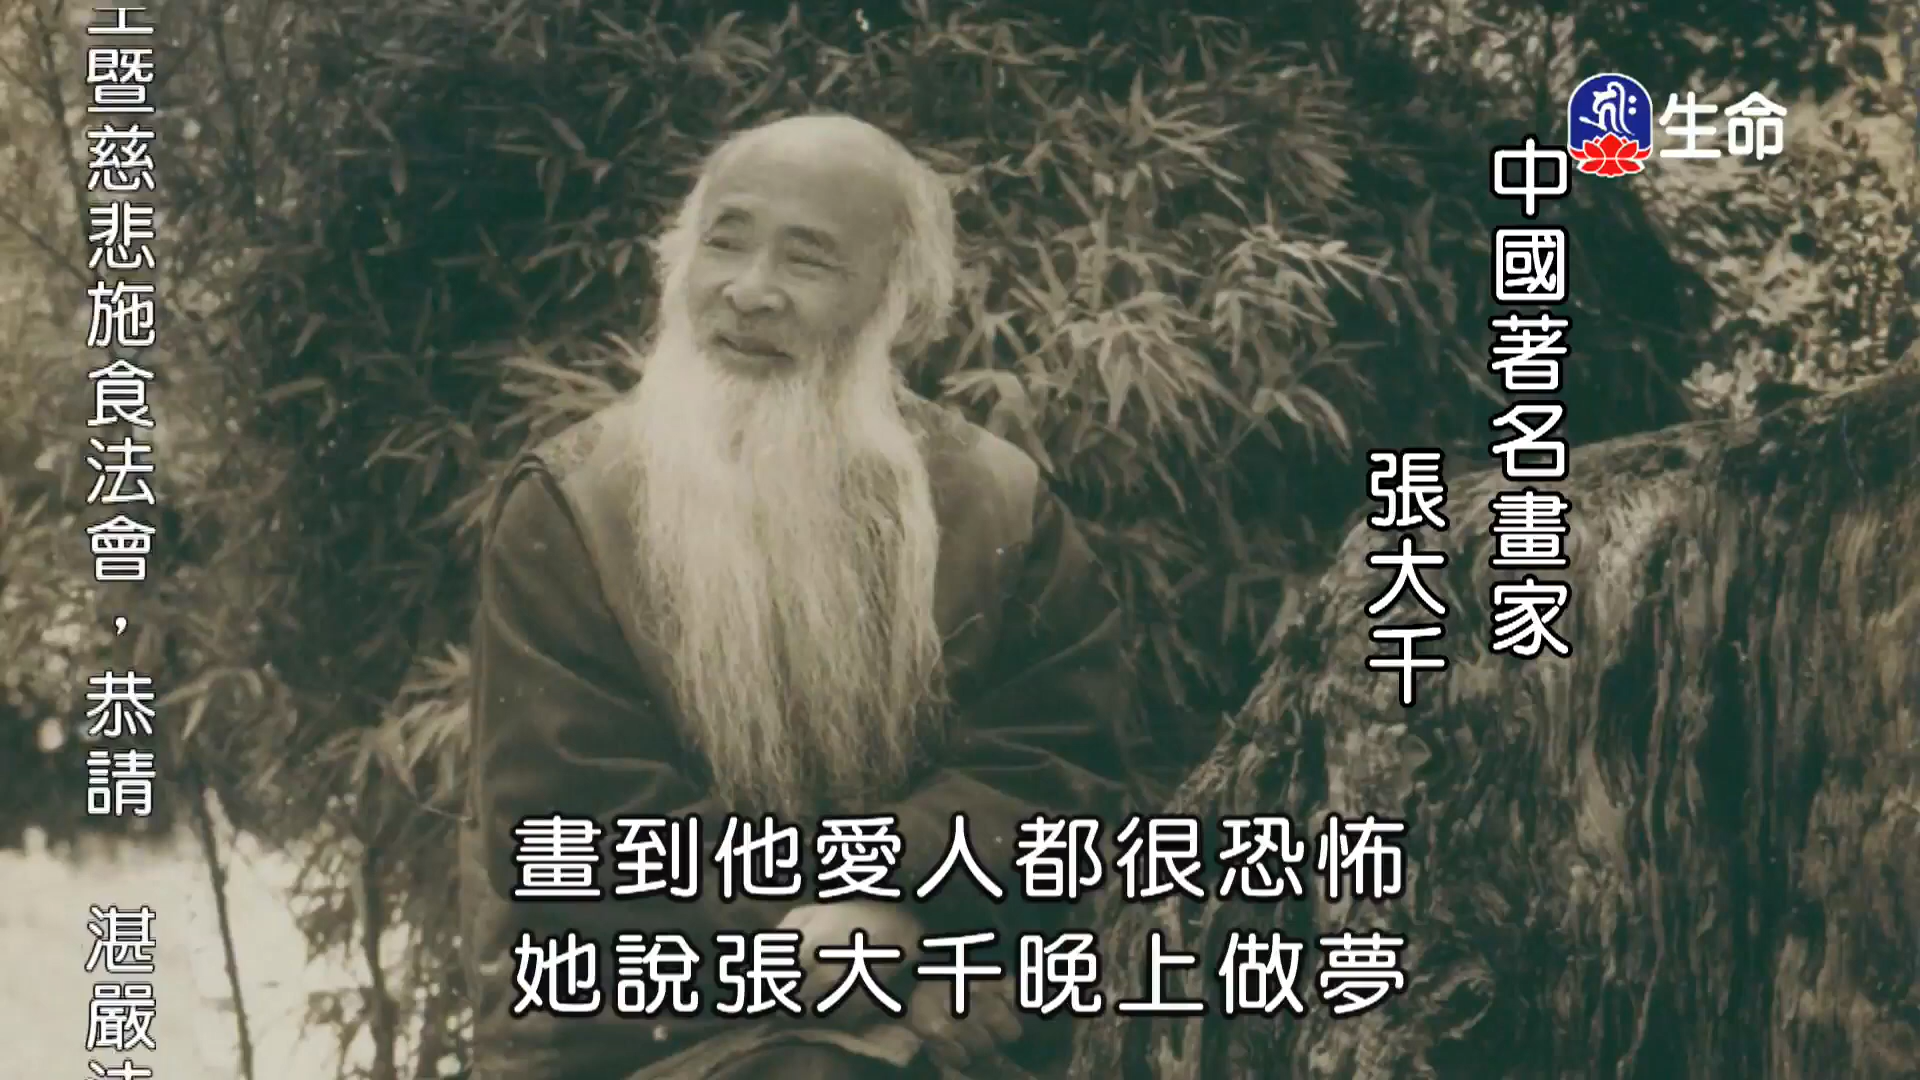 暨慈悲施食法會，恭請 湛嚴法
生命
中國著名畫家
張大千
畫到他愛人都很恐怖
她說張大千晚上做夢